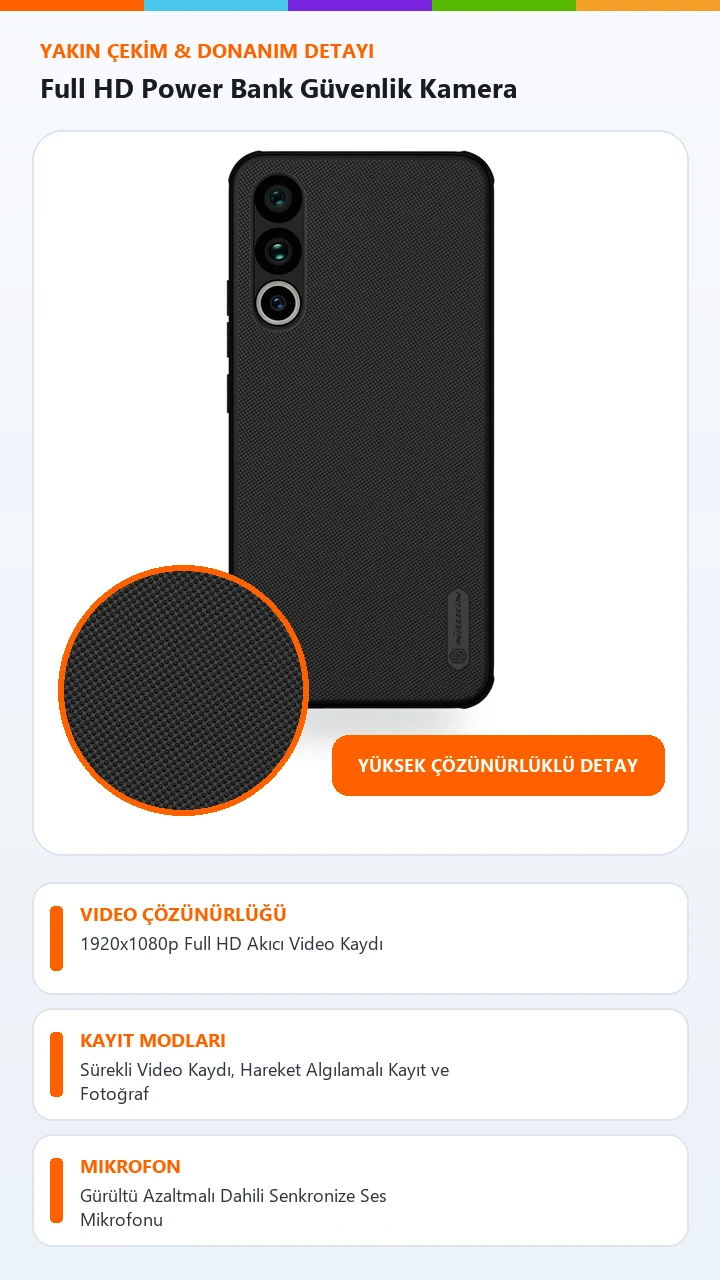 YAKIN ÇEKİM & DONANIM DETAYI
Full HD Power Bank Güvenlik Kamera
NILLKIN
YÜKSEK ÇÖZÜNÜRLÜKLÜ DETAY
VIDEO ÇÖZÜNÜRLÜĞÜ
1920x1080p Full HD Akıcı Video Kaydı
KAYIT MODLARI
Sürekli Video Kaydı, Hareket Algılamalı Kayıt ve
Fotoğraf
MIKROFON
Gürültü Azaltmalı Dahili Senkronize Ses
Mikrofonu